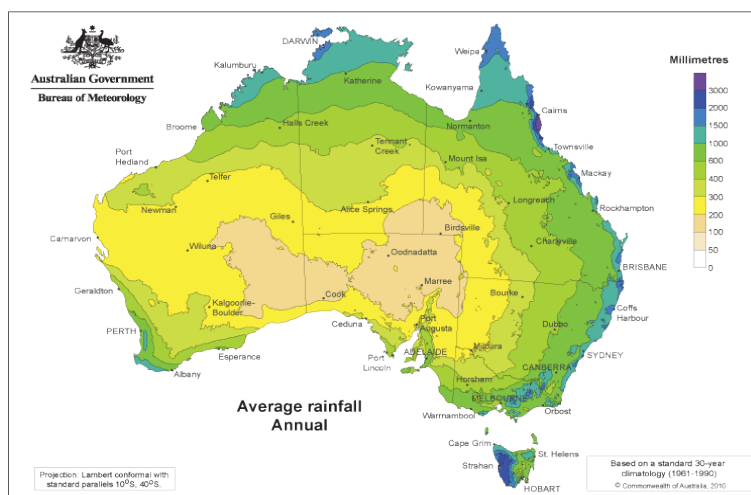 Australian Government
Bureau of Meteorology
DARWIN
Weipa
Kalumburu
Katherine
Kowanyama
Cairns
Broome
Halls Creek
Normanton
Port
Hedland
Tennant
Creek
Mount Isa
Townsville
Mackay
Telfer
Longreach
Rockhampton
Newman
Giles
Alice Springs
Birdsville
Carnarvon
Wiluna
Oodnadatta
Charleville
BRISBANE
Geraldton
Marree
Bourke
Coffs
Harbour
Kalgoorlie-
Boulder
Cook
Ceduna
Port
Augusta
Dubbo
PERTH
Esperance
Port
Lincoln
ADELAIDE
Mildura
SYDNEY
Albany
CANBERRA
Horsham
MELBOURNE
Warrnambool
Orbost
Cape Grim
St. Helens
Strahan
HOBART
Millimetres
3000
2000
1500
1000
600
400
300
200
100
50
0
Average rainfall
Annual
Projection: Lambert conformal with
standard parallels 10°S, 40°S.
Based on a standard 30-year
climatology (1961-1990)
© Commonwealth of Australia, 2010